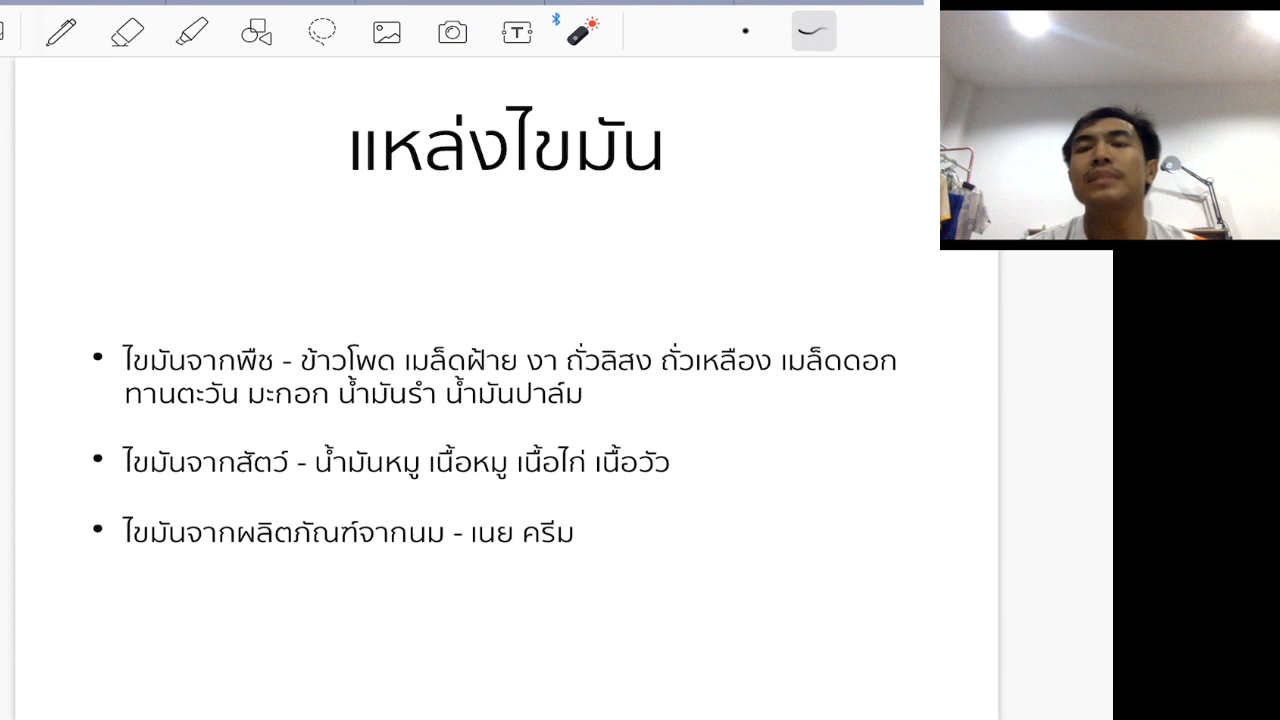 แหล่งไขมัน
• ไขมันจากพืช - ข้าวโพด เมล็ดฝ้าย งา ถั่วลิสง ถั่วเหลือง เมล็ดดอก
ทานตะวัน มะกอก น้ำมันรำ น้ำมันปาล์ม
• ไขมันจากสัตว์ - น้ำมันหมู เนื้อหมู เนื้อไก่ เนื้อวัว
• ไขมันจากผลิตภัณฑ์จากนม - เนย ครีม